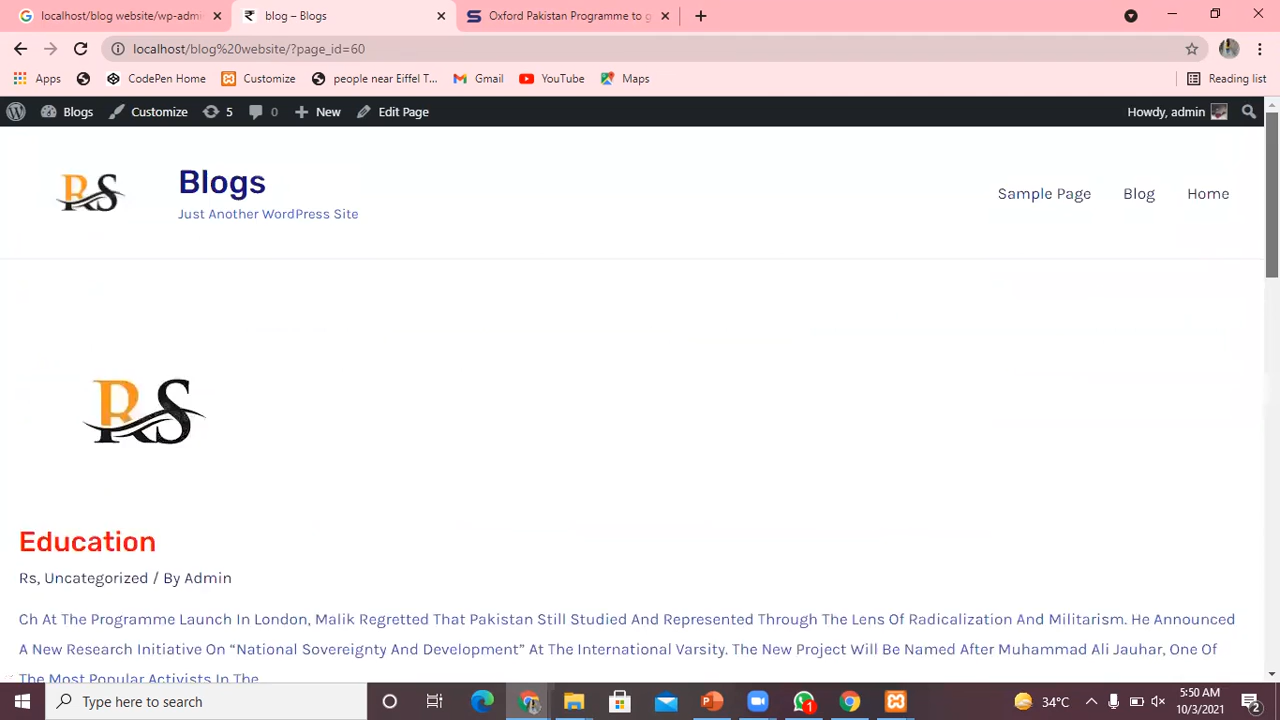 localhost/blog website/wp-adm
blog – Blogs
Oxford Pakistan Programme to g
localhost/blog%20website/?page_id=60
Apps
CodePen Home
Customize
people near Eiffel T...
Gmail
YouTube
Maps
Reading list
Blogs
Customize
5
0
New
Edit Page
Howdy, admin
RS
Blogs
Just Another WordPress Site
Sample Page
Blog
Home
RS
Education
Rs, Uncategorized / By Admin
Ch At The Programme Launch In London, Malik Regretted That Pakistan Still Studied And Represented Through The Lens Of Radicalization And Militarism. He Announced
A New Research Initiative On “National Sovereignty And Development” At The International Varsity. The New Project Will Be Named After Muhammad Ali Jauhar, One Of
The Most Popular Activists In The
Type here to search
1
34°C
5:50 AM
10/3/2021
2